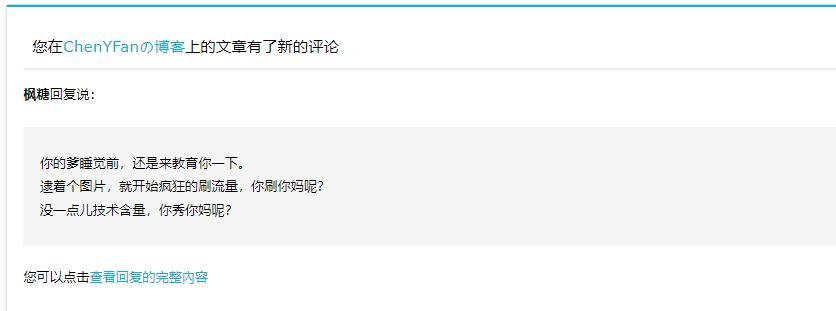 您在ChenYFanの博客上的文章有了新的评论
枫糖回复说：
你的爹睡觉前，还是来教育你一下。
逮着个图片，就开始疯狂的刷流量，你刷你妈呢？
没一点儿技术含量，你秀你妈呢？
您可以点击查看回复的完整内容